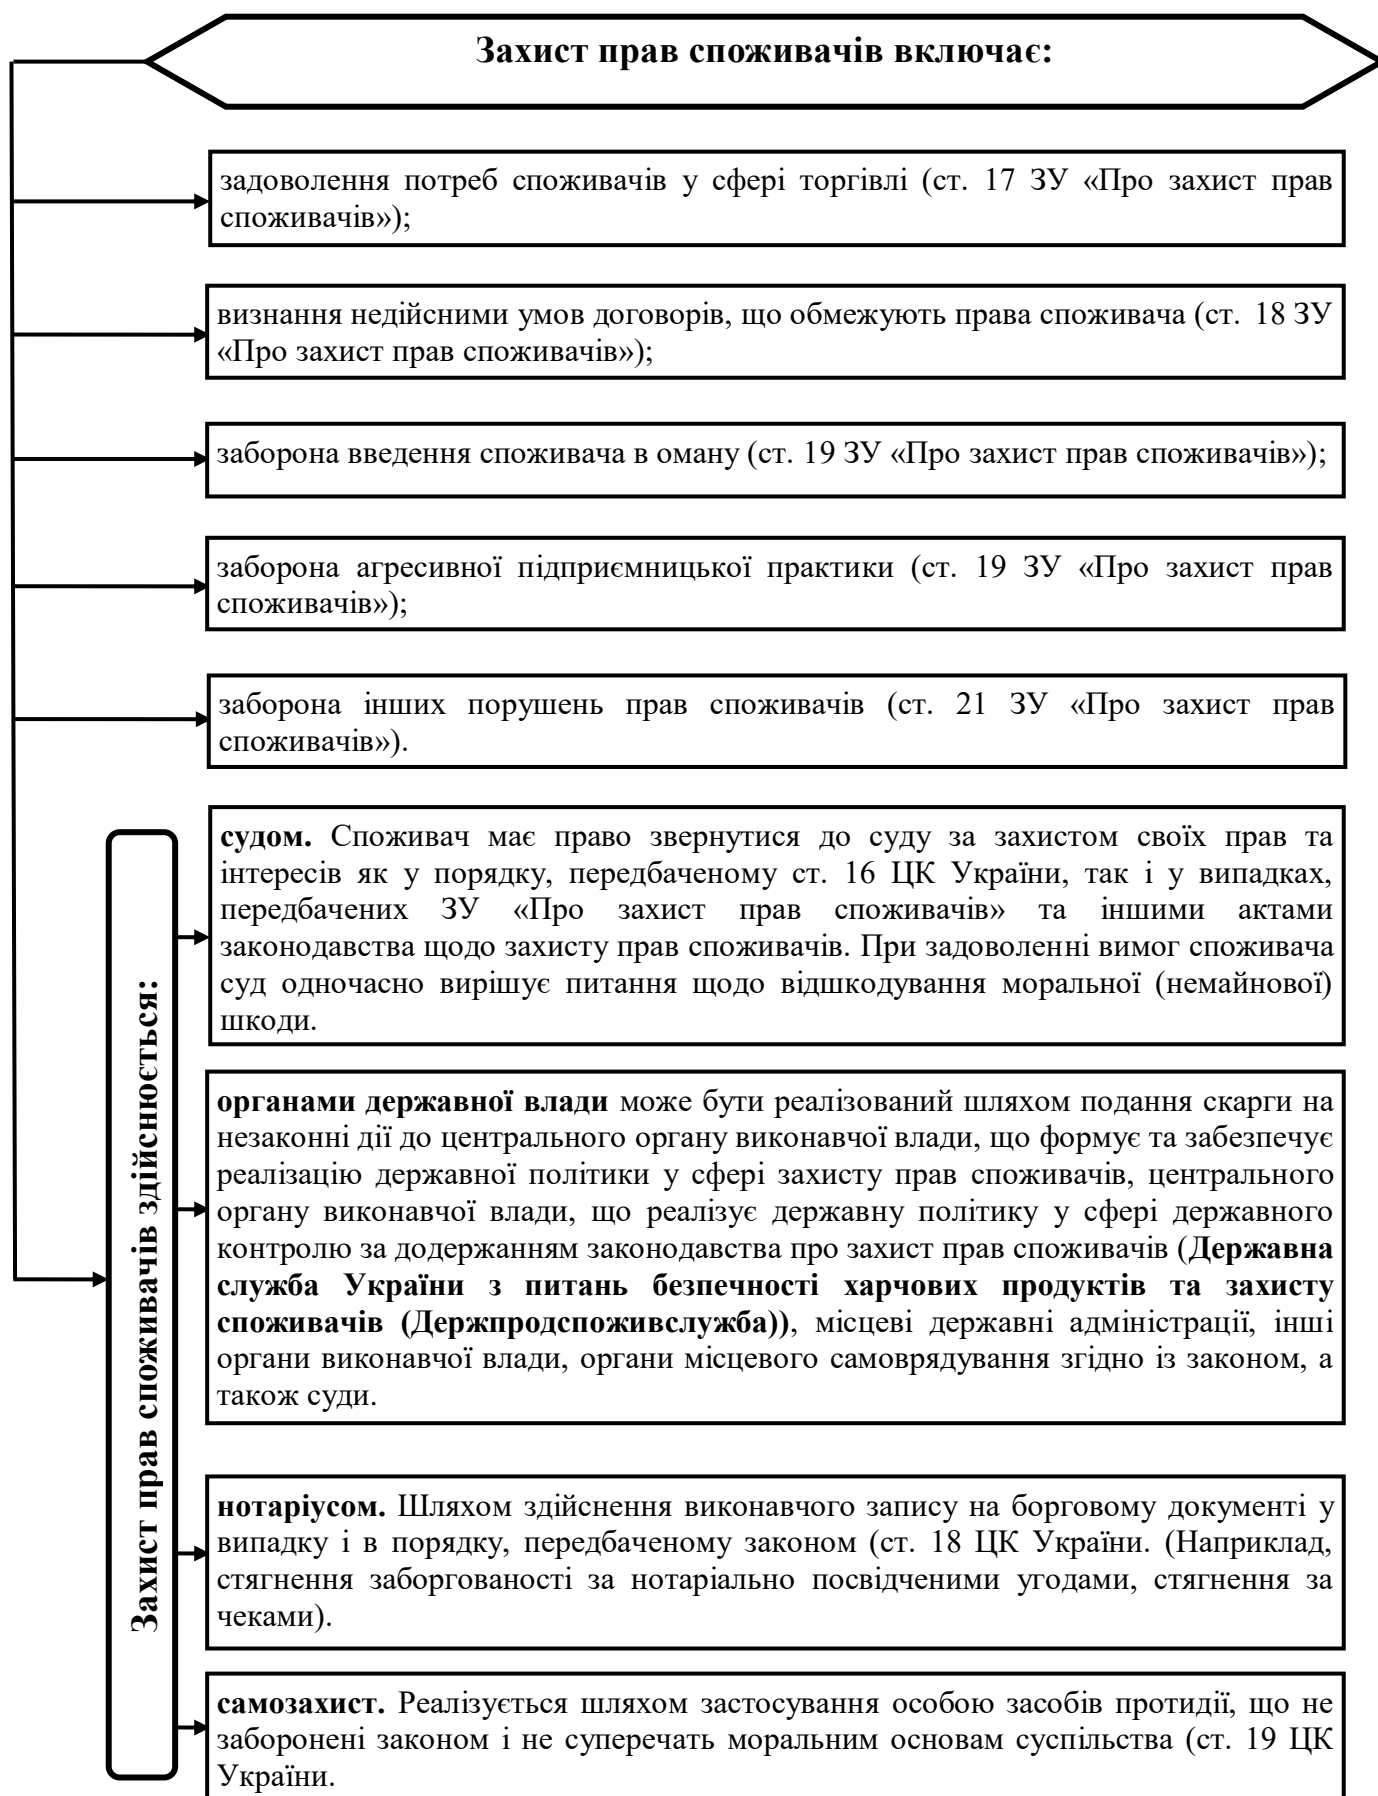 Захист прав споживачів включає:
задоволення потреб споживачів у сфері торгівлі (ст. 17 ЗУ «Про захист прав
споживачів»);
визнання недійсними умов договорів, що обмежують права споживача (ст. 18 ЗУ
«Про захист прав споживачів»);
заборона введення споживача в оману (ст. 19 ЗУ «Про захист прав споживачів»);
заборона агресивної підприємницької практики (ст. 19 ЗУ «Про захист прав
споживачів»);
заборона інших порушень прав споживачів (ст. 21 ЗУ «Про захист прав
споживачів»).
Захист прав споживачів здійснюється:
судом. Споживач має право звернутися до суду за захистом своїх прав та
інтересів як у порядку, передбаченому ст. 16 ЦК України, так і у випадках,
передбачених ЗУ «Про захист прав споживачів» та іншими актами
законодавства щодо захисту прав споживачів. При задоволенні вимог споживача
суд одночасно вирішує питання щодо відшкодування моральної (немайнової)
шкоди.
органами державної влади може бути реалізований шляхом подання скарги на
незаконні дії до центрального органу виконавчої влади, що формує та забезпечує
реалізацію державної політики у сфері захисту прав споживачів, центрального
органу виконавчої влади, що реалізує державну політику у сфері державного
контролю за додержанням законодавства про захист прав споживачів (Державна
служба України з питань безпечності харчових продуктів та захисту
споживачів (Держпродспоживслужба)), місцеві державні адміністрації, інші
органи виконавчої влади, органи місцевого самоврядування згідно із законом, а
також суди.
нотаріусом. Шляхом здійснення виконавчого запису на борговому документі у
випадку і в порядку, передбаченому законом (ст. 18 ЦК України. (Наприклад,
стягнення заборгованості за нотаріально посвідченими угодами, стягнення за
чеками).
самозахист. Реалізується шляхом застосування особою засобів протидії, що не
заборонені законом і не суперечать моральним основам суспільства (ст. 19 ЦК
України.